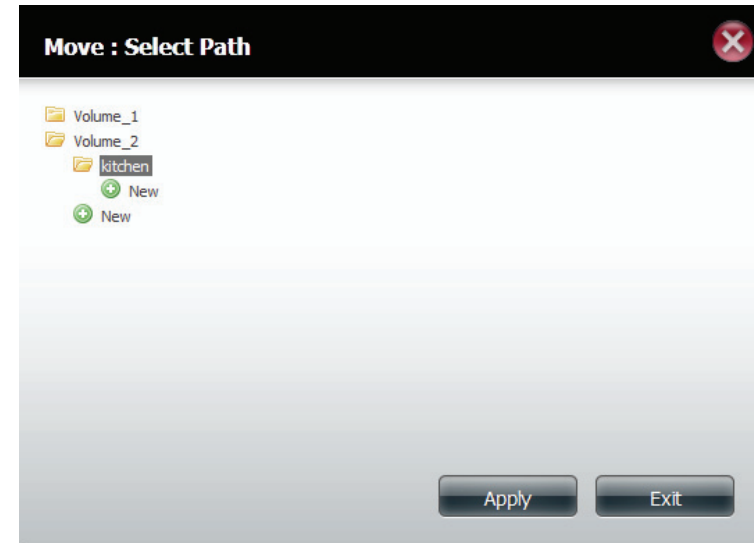 Move : Select Path
Volume_1
Volume_2
kitchen
New
New
Apply Exit